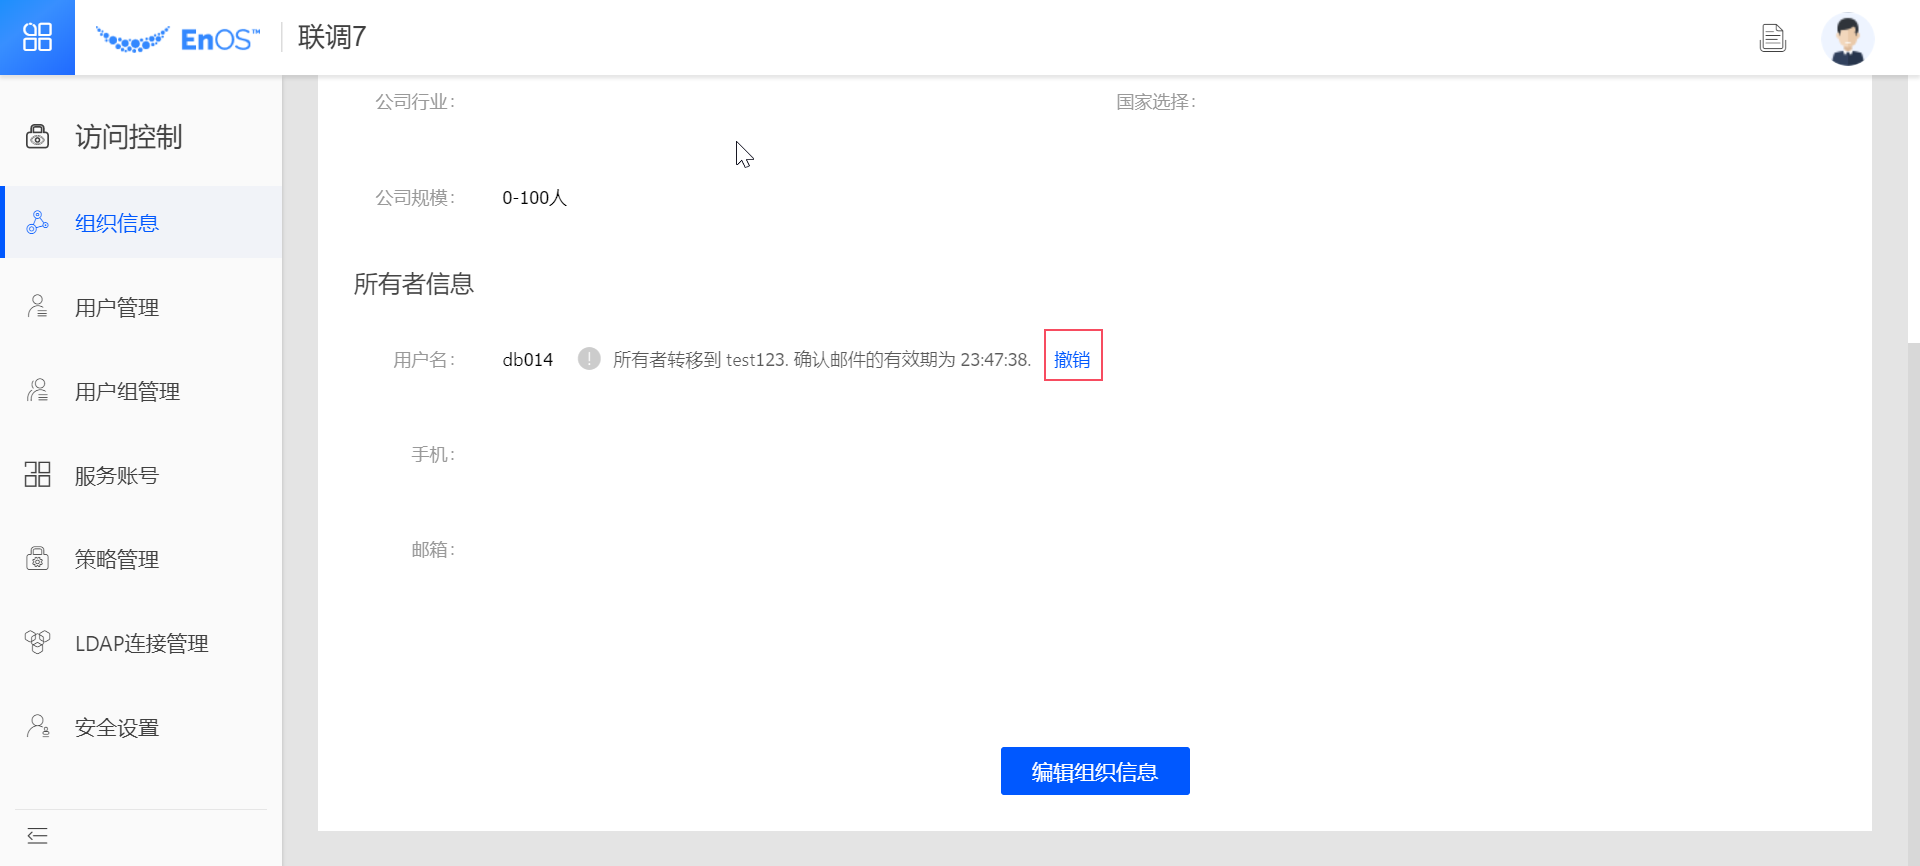 EnOS™ 联调7
访问控制
组织信息
用户管理
用户组管理
服务账号
策略管理
LDAP连接管理
安全设置
公司行业: 国家选择:
公司规模: 0-100人
所有者信息
用户名: db014 ! 所有者转移到 test123. 确认邮件的有效期为 23:47:38. 撤销
手机:
邮箱:
编辑组织信息